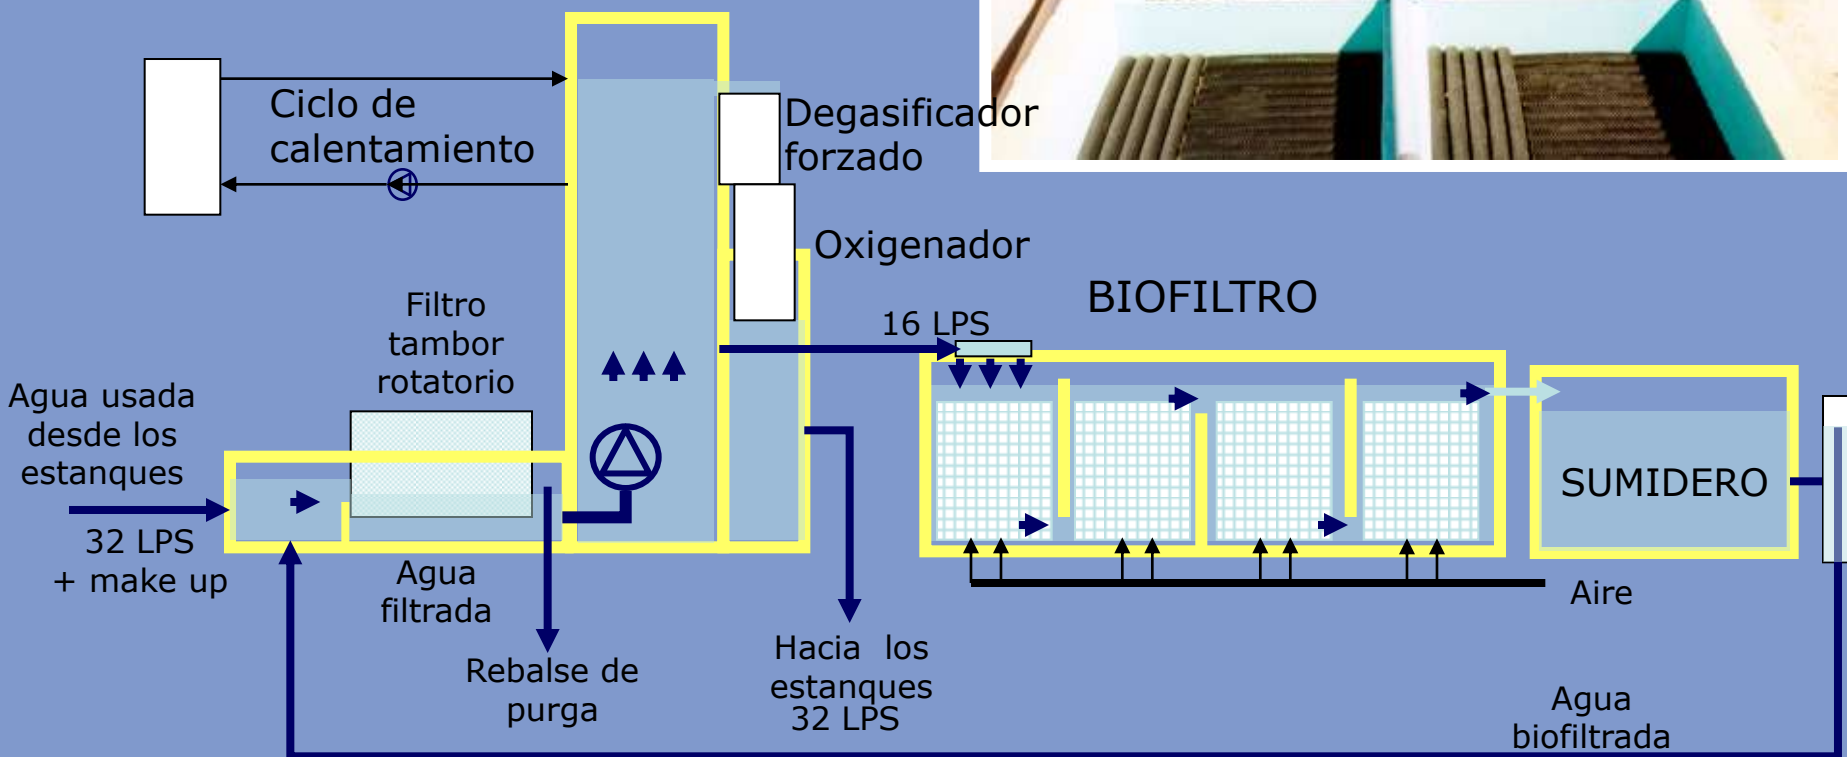 Ciclo de
calentamiento
Degasificador
forzado
Oxigenador
BIOFILTRO
16 LPS
Filtro
tambor
rotatorio
Agua usada
desde los
estanques
32 LPS
+ make up
Agua
filtrada
Rebalse de
purga
Hacia los
estanques
32 LPS
SUMIDERO
Aire
Agua
biofiltrada